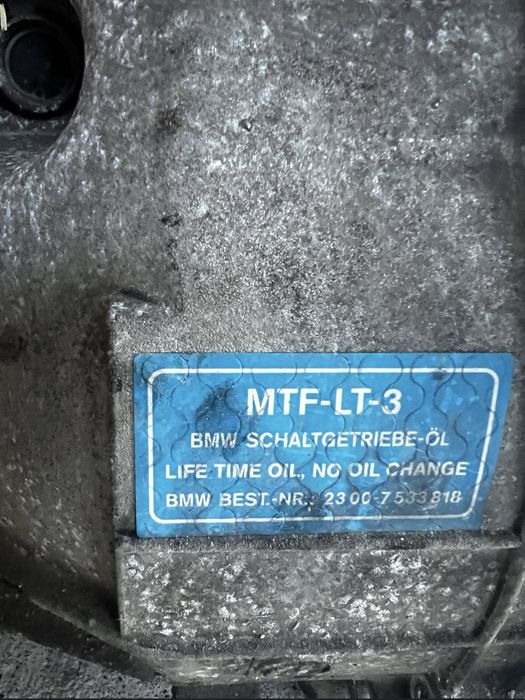 MTF-LT-3
BMW SCHALTGETRIEBE-ÖL
LIFE TIME OIL, NO OIL CHANGE
BMW BEST.-NR.: 23 00-7 533 818